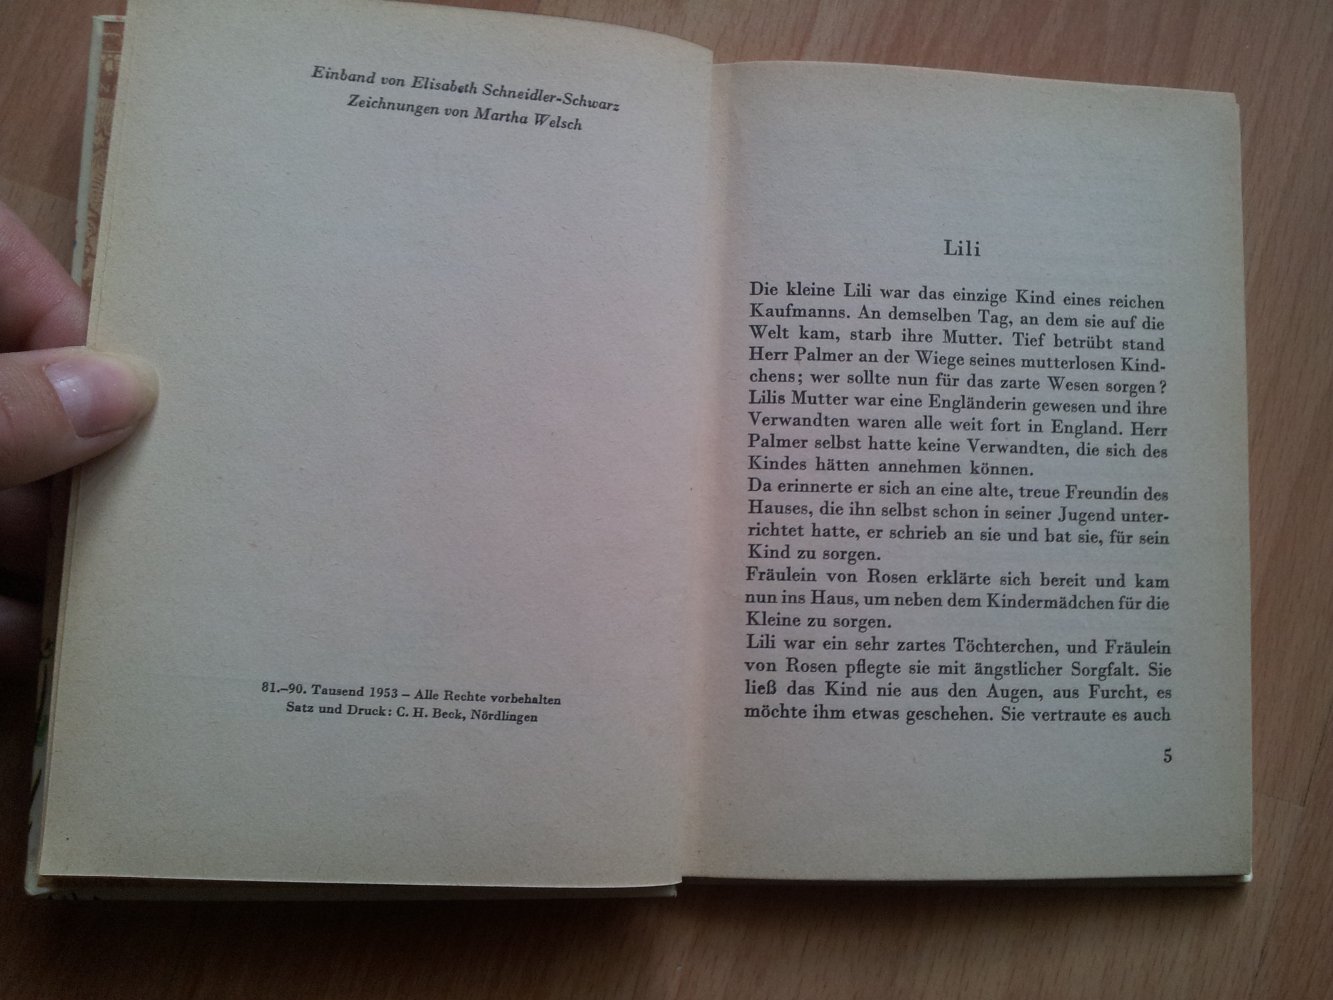 Einband von Elisabeth Schneidler-Schwarz
Zeichnungen von Martha Welsch
81.–90. Tausend 1953 – Alle Rechte vorbehalten
Satz und Druck: C. H. Beck, Nördlingen
Lili
Die kleine Lili war das einzige Kind eines reichen
Kaufmanns. An demselben Tag, an dem sie auf die
Welt kam, starb ihre Mutter. Tief betrübt stand
Herr Palmer an der Wiege seines mutterlosen Kind-
chens; wer sollte nun für das zarte Wesen sorgen?
Lilis Mutter war eine Engländerin gewesen und ihre
Verwandten waren alle weit fort in England. Herr
Palmer selbst hatte keine Verwandten, die sich des
Kindes hätten annehmen können.
Da erinnerte er sich an eine alte, treue Freundin des
Hauses, die ihn selbst schon in seiner Jugend unter-
richtet hatte, er schrieb an sie und bat sie, für sein
Kind zu sorgen.
Fräulein von Rosen erklärte sich bereit und kam
nun ins Haus, um neben dem Kindermädchen für die
Kleine zu sorgen.
Lili war ein sehr zartes Töchterchen, und Fräulein
von Rosen pflegte sie mit ängstlicher Sorgfalt. Sie
ließ das Kind nie aus den Augen, aus Furcht, es
möchte ihm etwas geschehen. Sie vertraute es auch
5